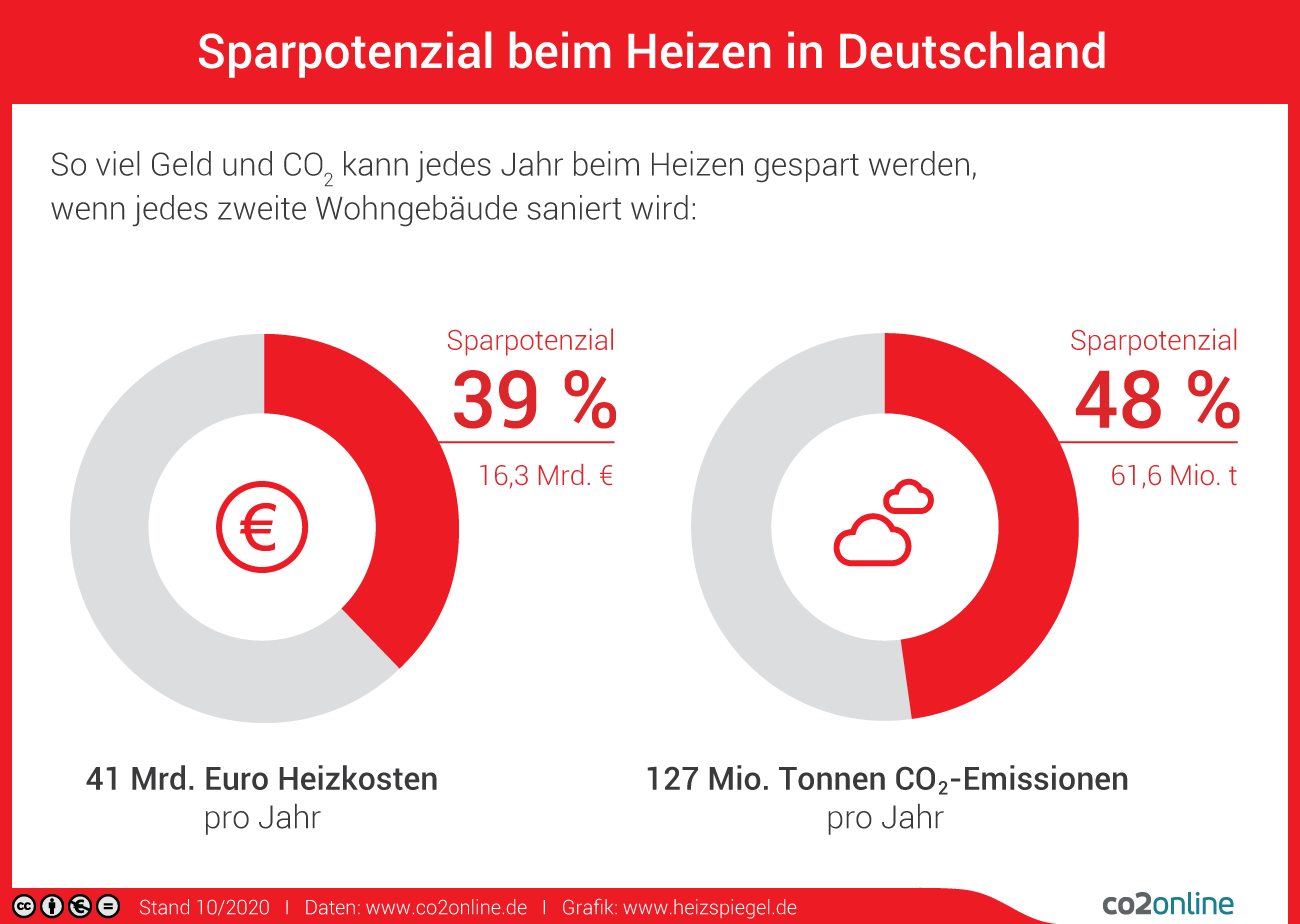 Sparpotenzial beim Heizen in Deutschland
So viel Geld und CO₂ kann jedes Jahr beim Heizen gespart werden,
wenn jedes zweite Wohngebäude saniert wird:
Sparpotenzial
39 %
16,3 Mrd. €
€
41 Mrd. Euro Heizkosten
pro Jahr
Sparpotenzial
48 %
61,6 Mio. t
127 Mio. Tonnen CO₂-Emissionen
pro Jahr
cc € = Stand 10/2020 I Daten: www.co2online.de I Grafik: www.heizspiegel.de
co2online